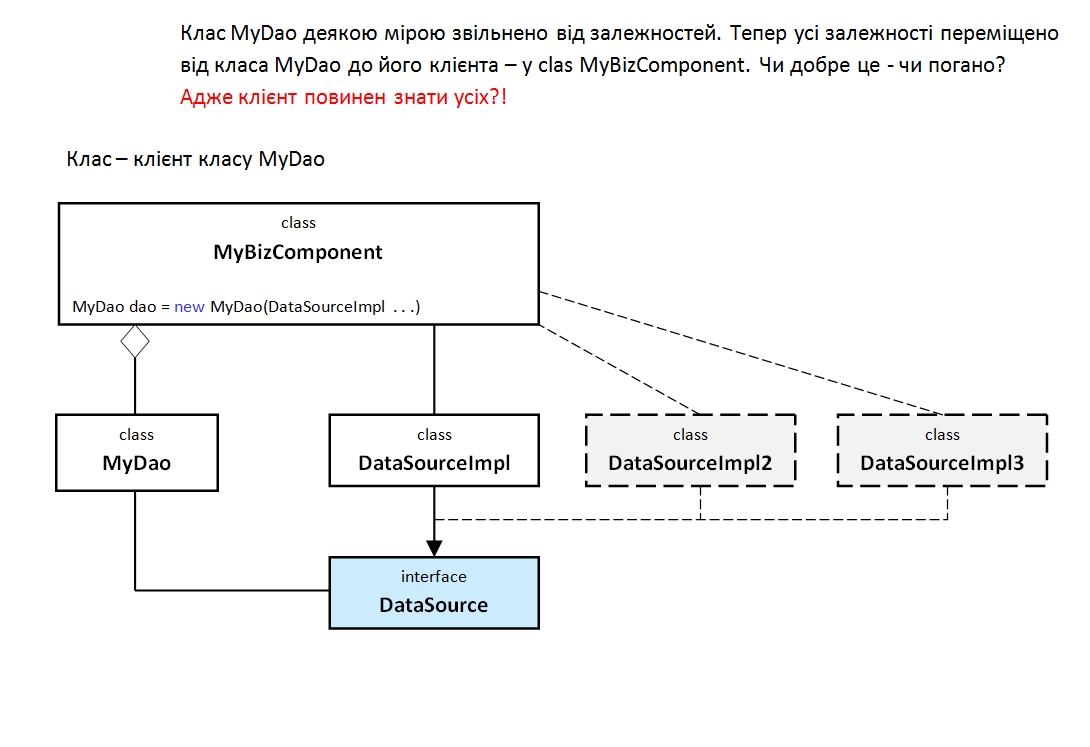 Клас MyDao деякою мірою звільнено від залежностей. Тепер усі залежності переміщено
від класа MyDao до його клієнта – у clas MyBizComponent. Чи добре це - чи погано?
Адже клієнт повинен знати усіх?!
Клас – клієнт класу MyDao
class
MyBizComponent
MyDao dao = new MyDao(DataSourceImpl ...)
class
MyDao
class
DataSourceImpl
class
DataSourceImpl2
class
DataSourceImpl3
interface
DataSource